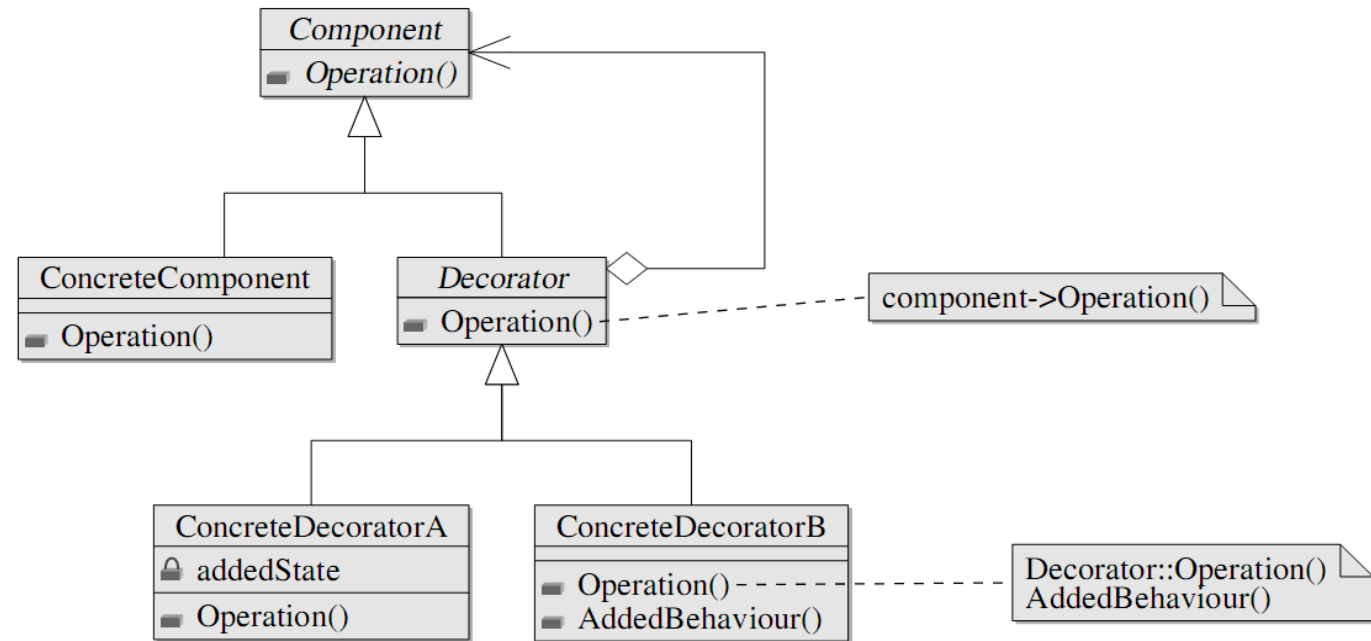 Component
Operation()
ConcreteComponent
Operation()
Decorator
Operation()
component->Operation()
ConcreteDecoratorA
addedState
Operation()
ConcreteDecoratorB
Operation()
AddedBehaviour()
Decorator::Operation()
AddedBehaviour()